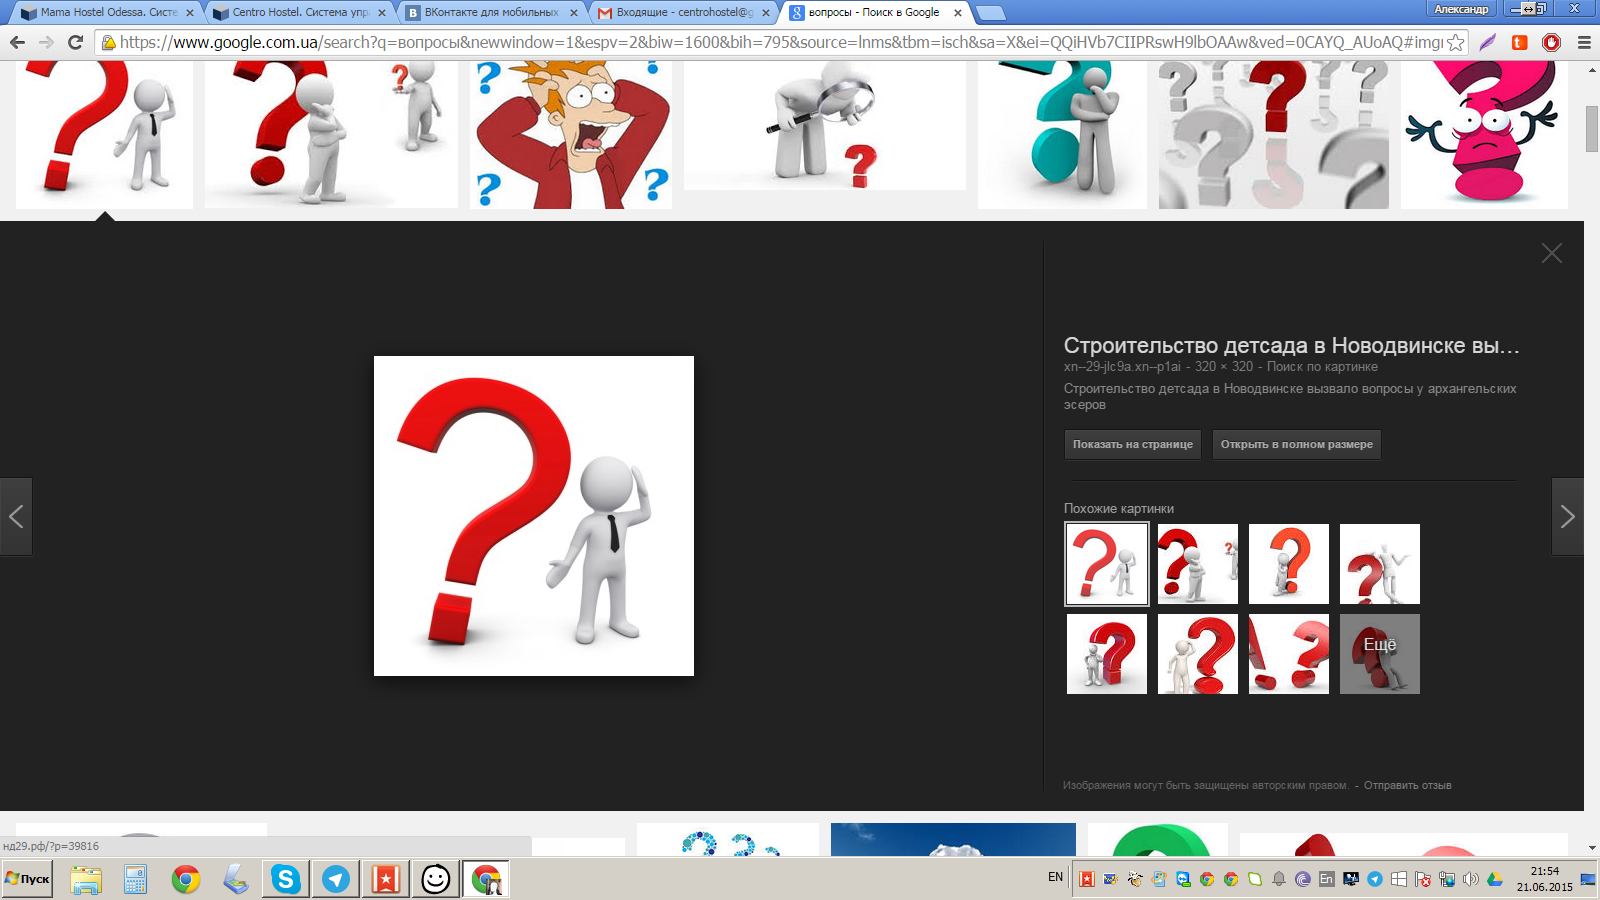 Mama Hostel Odessa. Систе
Centro Hostel. Система упр
ВКонтакте для мобильных
Входящие - centrohostel@g
вопросы - Поиск в Google
Александр
https://www.google.com.ua/search?q=вопросы&newwindow=1&espv=2&biw=1600&bih=795&source=lnms&tbm=isch&sa=X&ei=QQiHVb7CIIPRswH9lbOAAw&ved=0CAYQ_AUoAQ#img
Строительство детсада в Новодвинске вы...
xn--29-jlc9a.xn--p1ai - 320 × 320 - Поиск по картинке
Строительство детсада в Новодвинске вызвало вопросы у архангельских
эсеров
Показать на странице
Открыть в полном размере
Похожие картинки
Ещё
Изображения могут быть защищены авторским правом. - Отправить отзыв
нд29.рф/?p=39816
Пуск
EN
En
21:54
21.06.2015